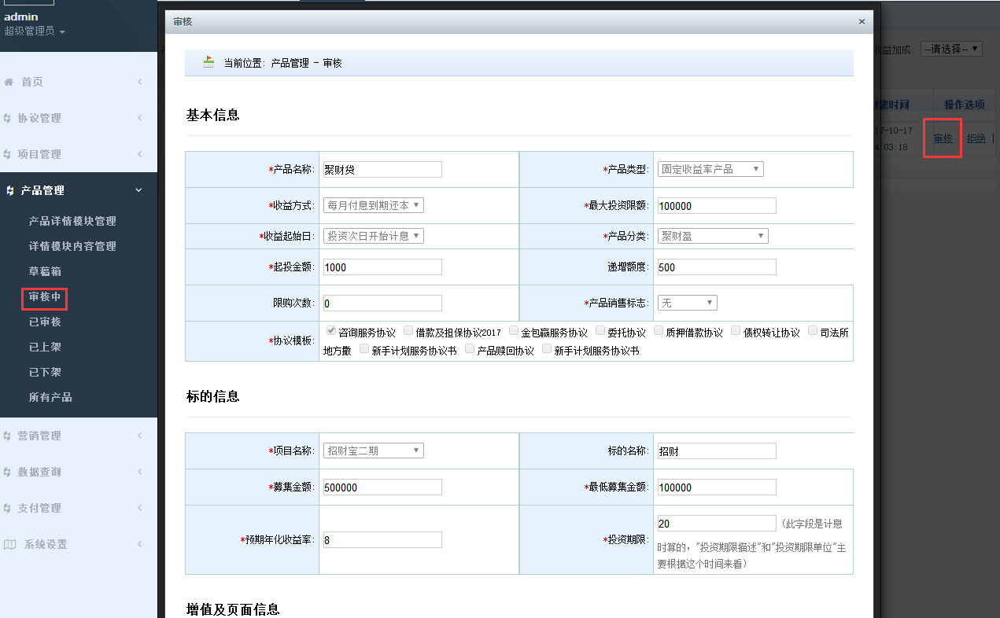 admin
超级管理员
首页
协议管理
项目管理
产品管理
产品详情模块管理
详情模块内容管理
草稿箱
审核中
已审核
已上架
已下架
所有产品
营销管理
数据查询
支付管理
系统设置
审核
×
当前位置: 产品管理 - 审核
基本信息
*产品名称: 聚财贷 *产品类型: 固定收益率产品
*收益方式: 每月付息到期还本 *最大投资限额: 100000
*收益起始日: 投资次日开始计息 *产品分类: 聚财盈
*起投金额: 1000 递增额度: 500
限购次数: 0 *产品销售标志: 无
*协议模板: 咨询服务协议 借款及担保协议2017 金包赢服务协议 委托协议 质押借款协议 债权转让协议 司法所
地方撒 新手计划服务协议书 产品赎回协议 新手计划服务协议书
标的信息
*项目名称: 招财宝二期 标的名称: 招财
*募集金额: 500000 *最低募集金额: 100000
*预期年化收益率: 8 *投资期限: 20 (此字段是计息
时算的, "投资期限描述"和"投资期限单位"主
要根据这个时间来看)
增值及页面信息
收益加成: --请选择--
建时间 操作选项
17-10-17
4:03:18
审核 拒绝 |